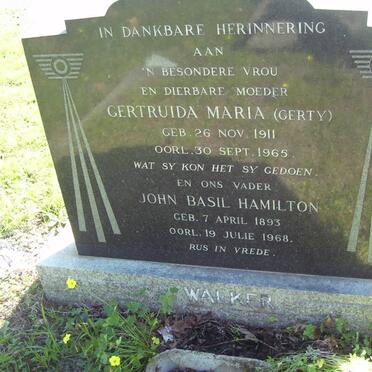 IN DANKBARE HERINNERING
AAN
'N BESONDERE VROU
EN DIERBARE MOEDER
GERTRUIDA MARIA (GERTY)
GEB. 26 NOV. 1911
OORL. 30 SEPT. 1965.
WAT SY KON HET SY GEDOEN.
EN ONS VADER
JOHN BASIL HAMILTON
GEB. 7 APRIL 1893
OORL. 19 JULIE 1968.
RUS IN VREDE.
WALKER